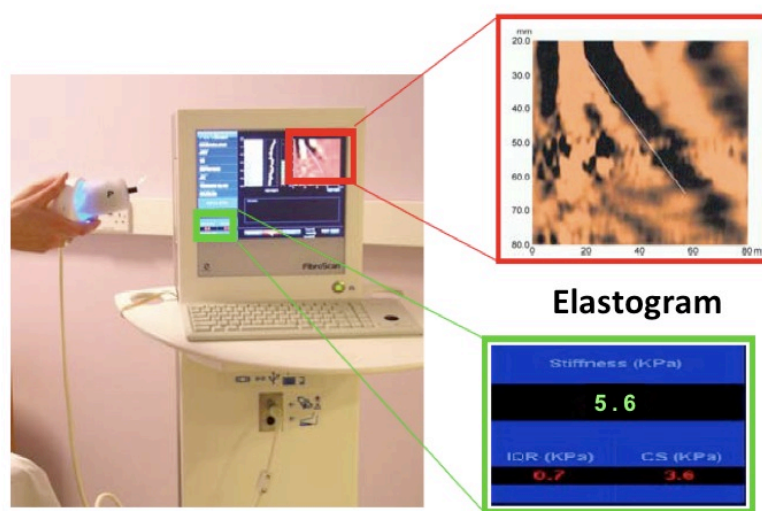 mm
20.0
30.0
40.0
50.0
60.0
70.0
80.0
0 20 40 60 80 m
Elastogram
P
FibroScan
Stiffness (KPa)
5.6
IDR (KPa) CS (KPa)
0.7 3.6